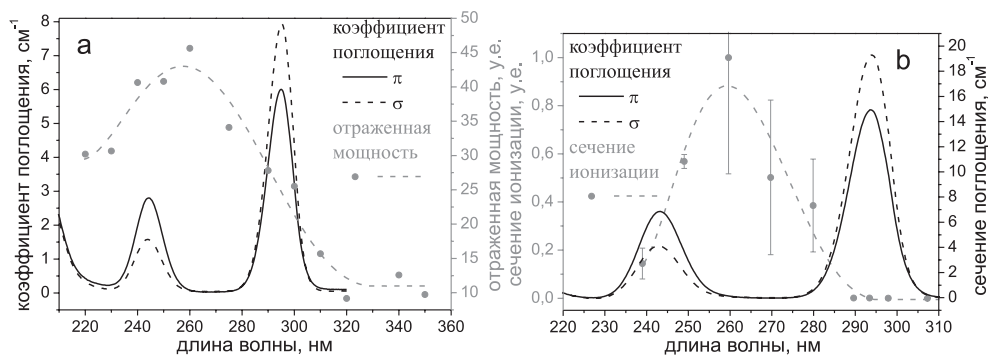 a
коэффициент поглощения, см-1
8
7
6
5
4
3
2
1
0
коэффициент
поглощения
π
σ
отраженная
мощность
50
45
40
35
30
25
20
15
10
отраженная мощность, у.е.
220 240 260 280 300 320 340 360
длина волны, нм
b
сечение ионизации, у.е.
1,0
0,8
0,6
0,4
0,2
0,0
коэффициент
поглощения
π
σ
сечение
ионизации
20
18
16
14
12
10
8
6
4
2
0
сечение поглощения, см-1
220 230 240 250 260 270 280 290 300 310
длина волны, нм